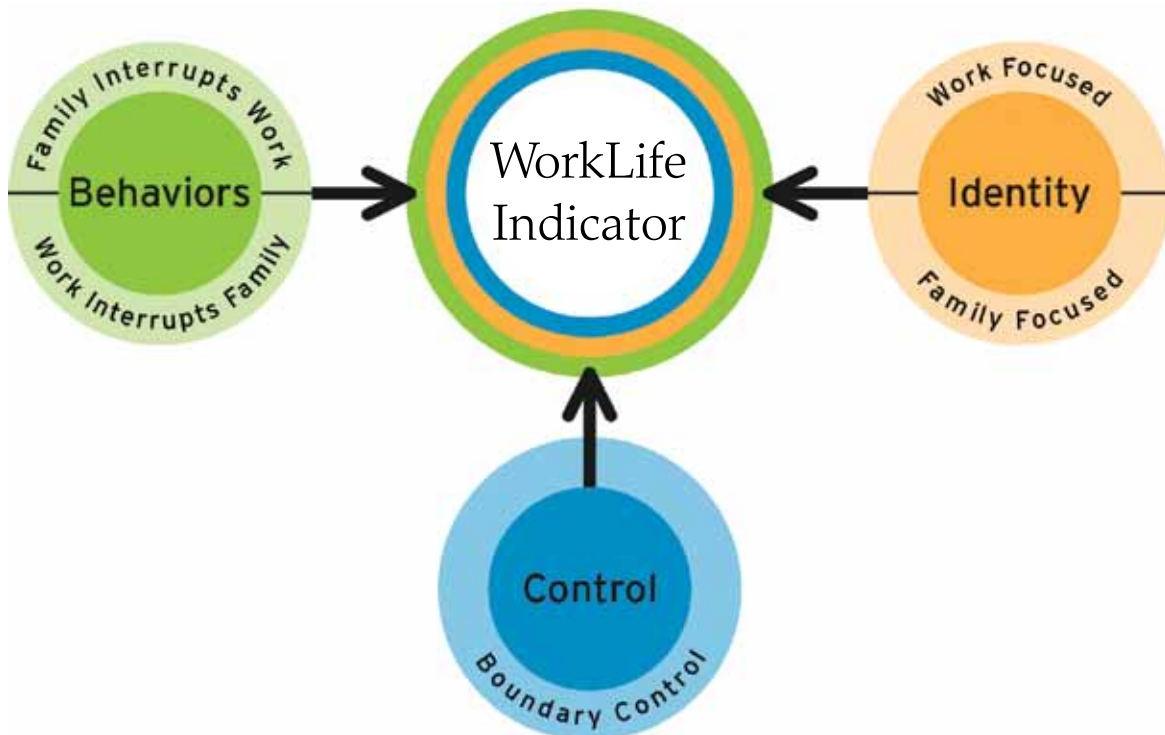 Family Interrupts Work
Behaviors
Work Interrupts Family
WorkLife
Indicator
Work Focused
Identity
Family Focused
Control
Boundary Control